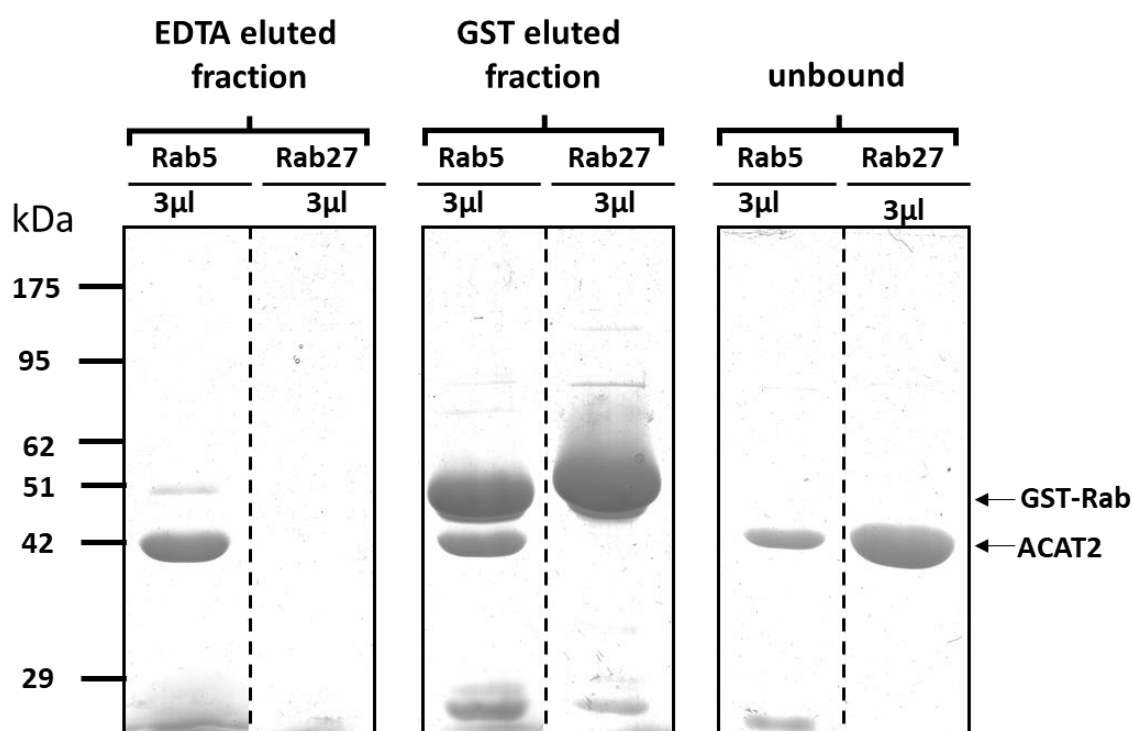 EDTA eluted
fraction
GST eluted
fraction
unbound
Rab5 Rab27
Rab5 Rab27
Rab5 Rab27
3µl 3µl
3µl 3µl
3µl 3µl
kDa
175
95
62
51
42
29
GST-Rab
ACAT2